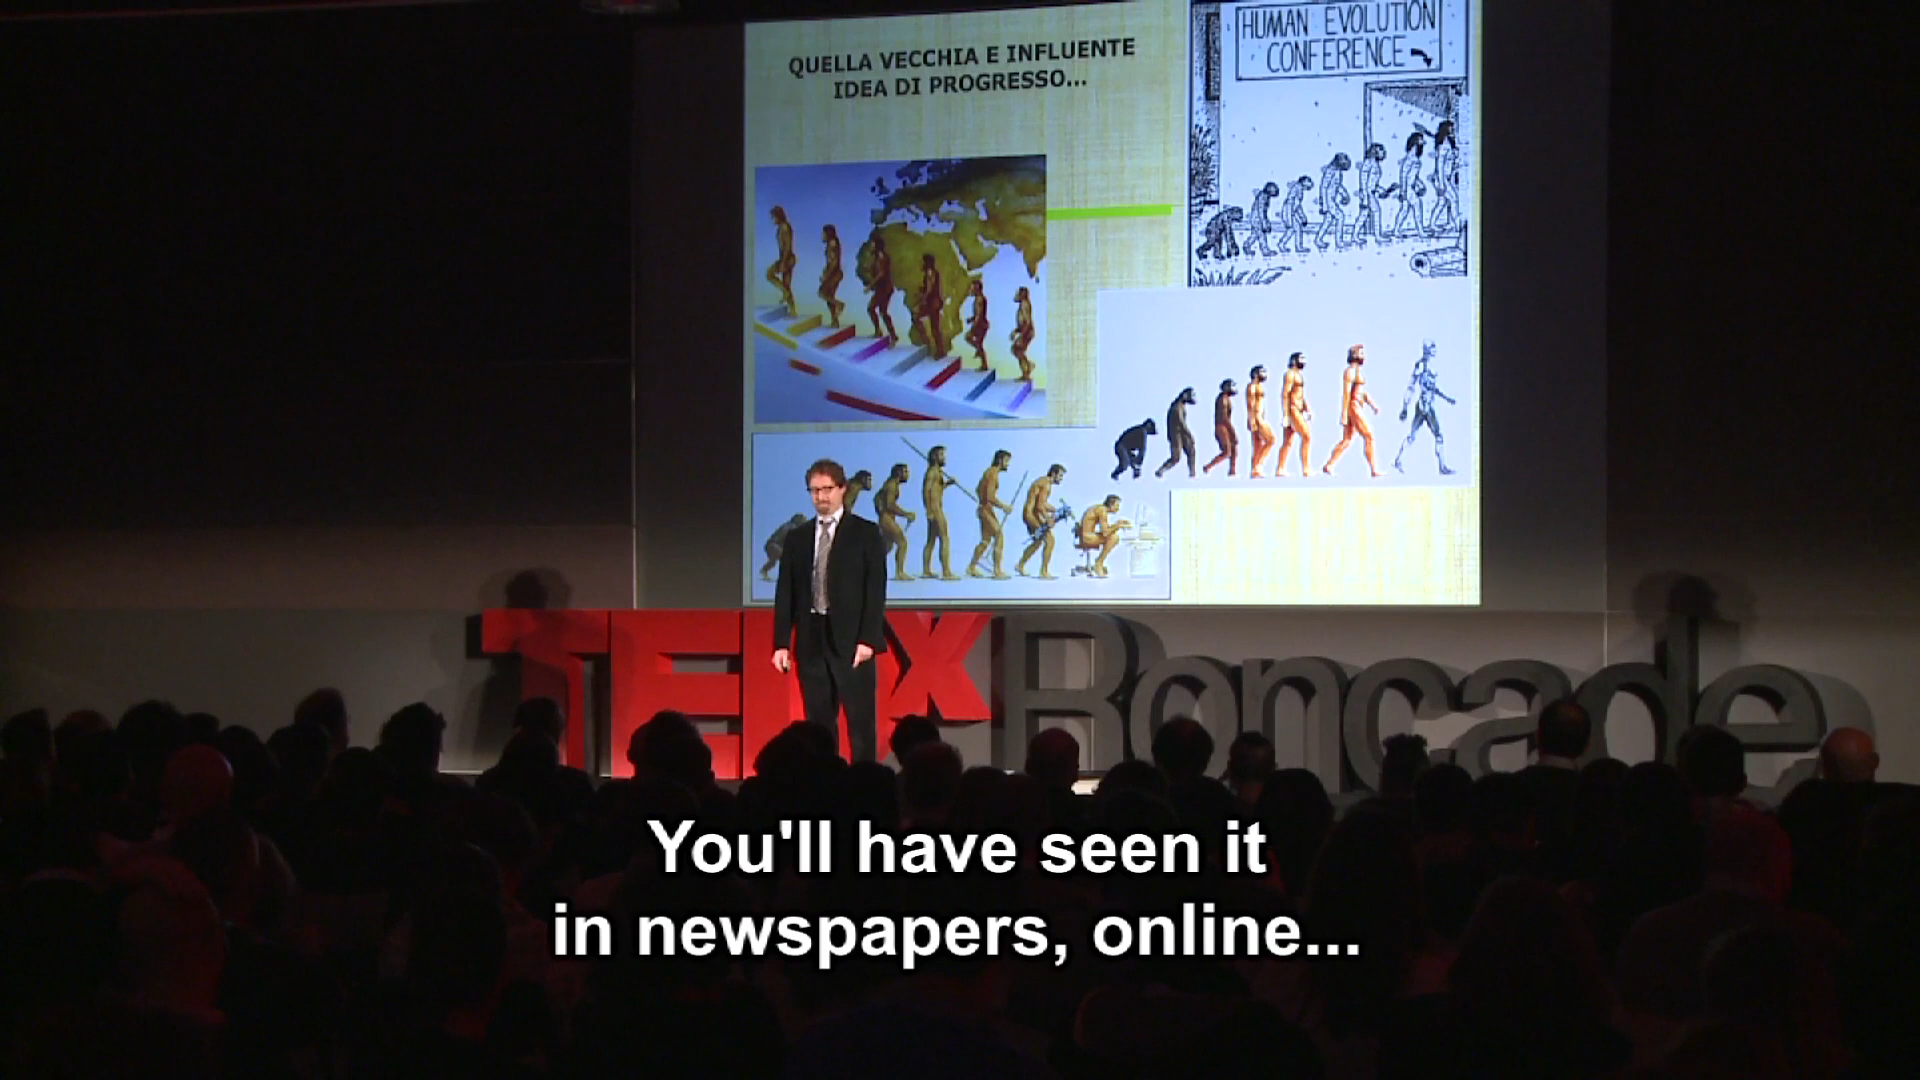 QUELLA VECCHIA E INFLUENTE
IDEA DI PROGRESSO...
HUMAN EVOLUTION
CONFERENCE
TEDxRoncade
You'll have seen it
in newspapers, online...